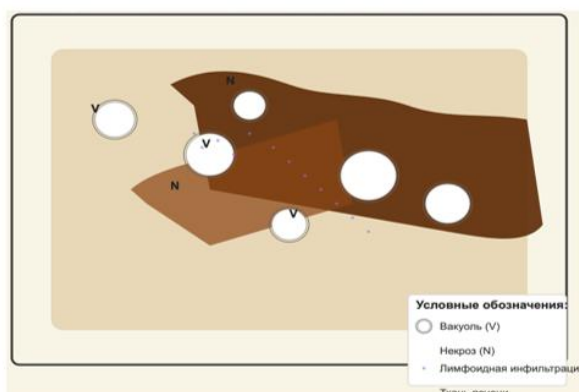 N
V
V
N
V
Условные обозначения:
Вакуоль (V)
Некроз (N)
Лимфоидная инфильтраци